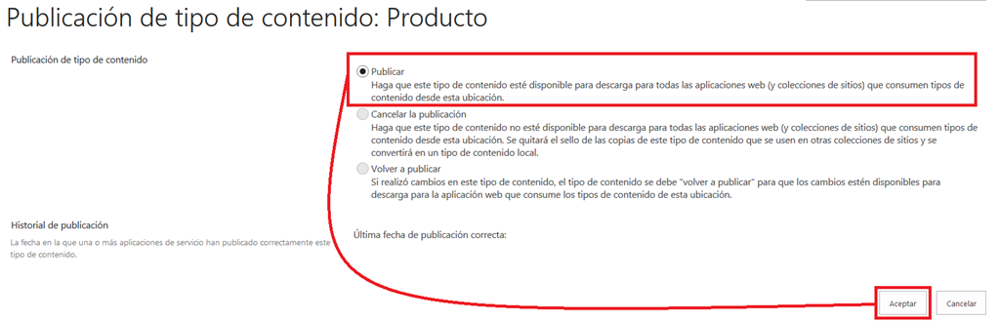 Publicación de tipo de contenido: Producto
Publicación de tipo de contenido
Publicar
Haga que este tipo de contenido esté disponible para descarga para todas las aplicaciones web (y colecciones de sitios) que consumen tipos de
contenido desde esta ubicación.
Cancelar la publicación
Haga que este tipo de contenido no esté disponible para descarga para todas las aplicaciones web (y colecciones de sitios) que consumen tipos de
contenido desde esta ubicación. Se quitará el sello de las copias de este tipo de contenido que se usen en otras colecciones de sitios y se
convertirá en un tipo de contenido local.
Volver a publicar
Si realizó cambios en este tipo de contenido, el tipo de contenido se debe "volver a publicar" para que los cambios estén disponibles para
descarga para la aplicación web que consume los tipos de contenido de esta ubicación.
Historial de publicación
La fecha en la que una o más aplicaciones de servicio han publicado correctamente este
tipo de contenido.
Última fecha de publicación correcta:
Aceptar
Cancelar